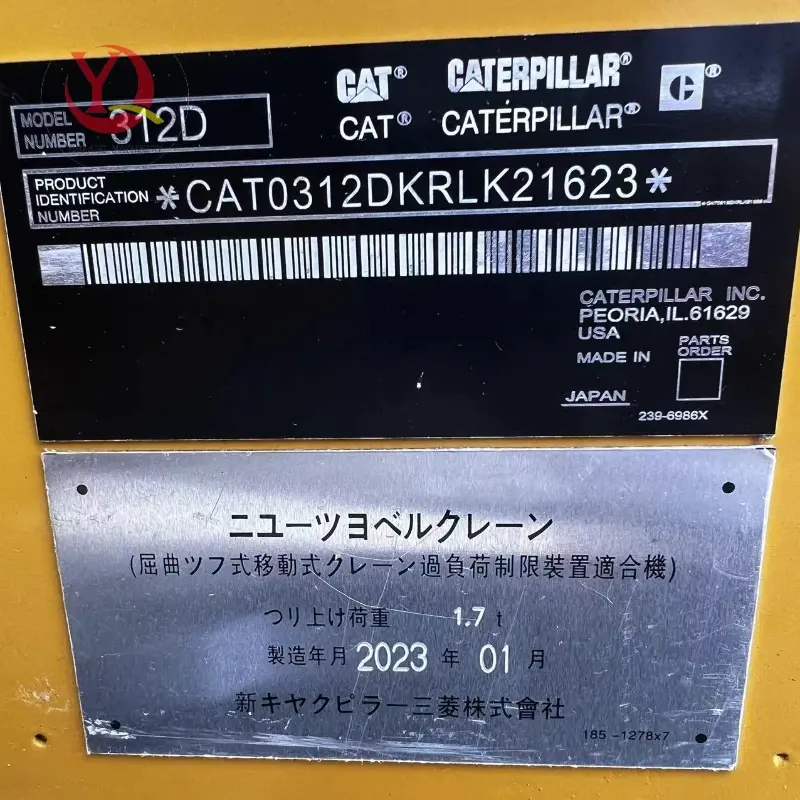 CAT® CATERPILLAR® C®
CAT® CATERPILLAR®
MODEL NUMBER 312D
PRODUCT IDENTIFICATION NUMBER *CAT0312DKRLK21623*
CATERPILLAR INC.
PEORIA,IL.61629
USA
MADE IN
JAPAN
PARTS
ORDER
239-6986X
ニユーツヨベルクレーン
(屈曲ツフ式移動式クレーン過負荷制限装置適合機)
つり上げ荷重 1.7 t
製造年月 2023 年 01 月
新キヤクピラー三菱株式會社
185-1278x7